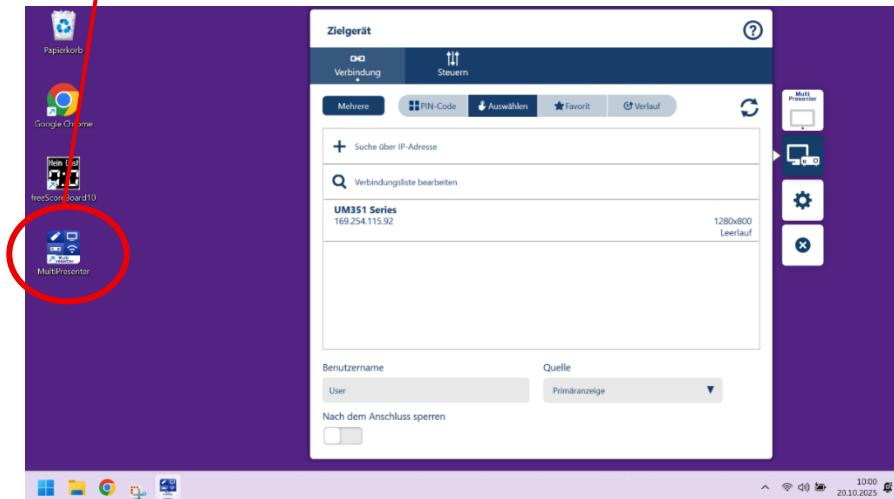 Papierkorb
Google Chrome
freeScoreBoard10
MultiPresenter
Zielgerät
Verbindung
Steuern
Mehrere
PIN-Code
Auswählen
Favorit
Verlauf
Suche über IP-Adresse
Verbindungsliste bearbeiten
UM351 Series
169.254.115.92
1280x800
Leerlauf
Benutzername
Quelle
User
Primäranzeige
Nach dem Anschluss sperren
Multi
Presenter
10:00
20.10.2025